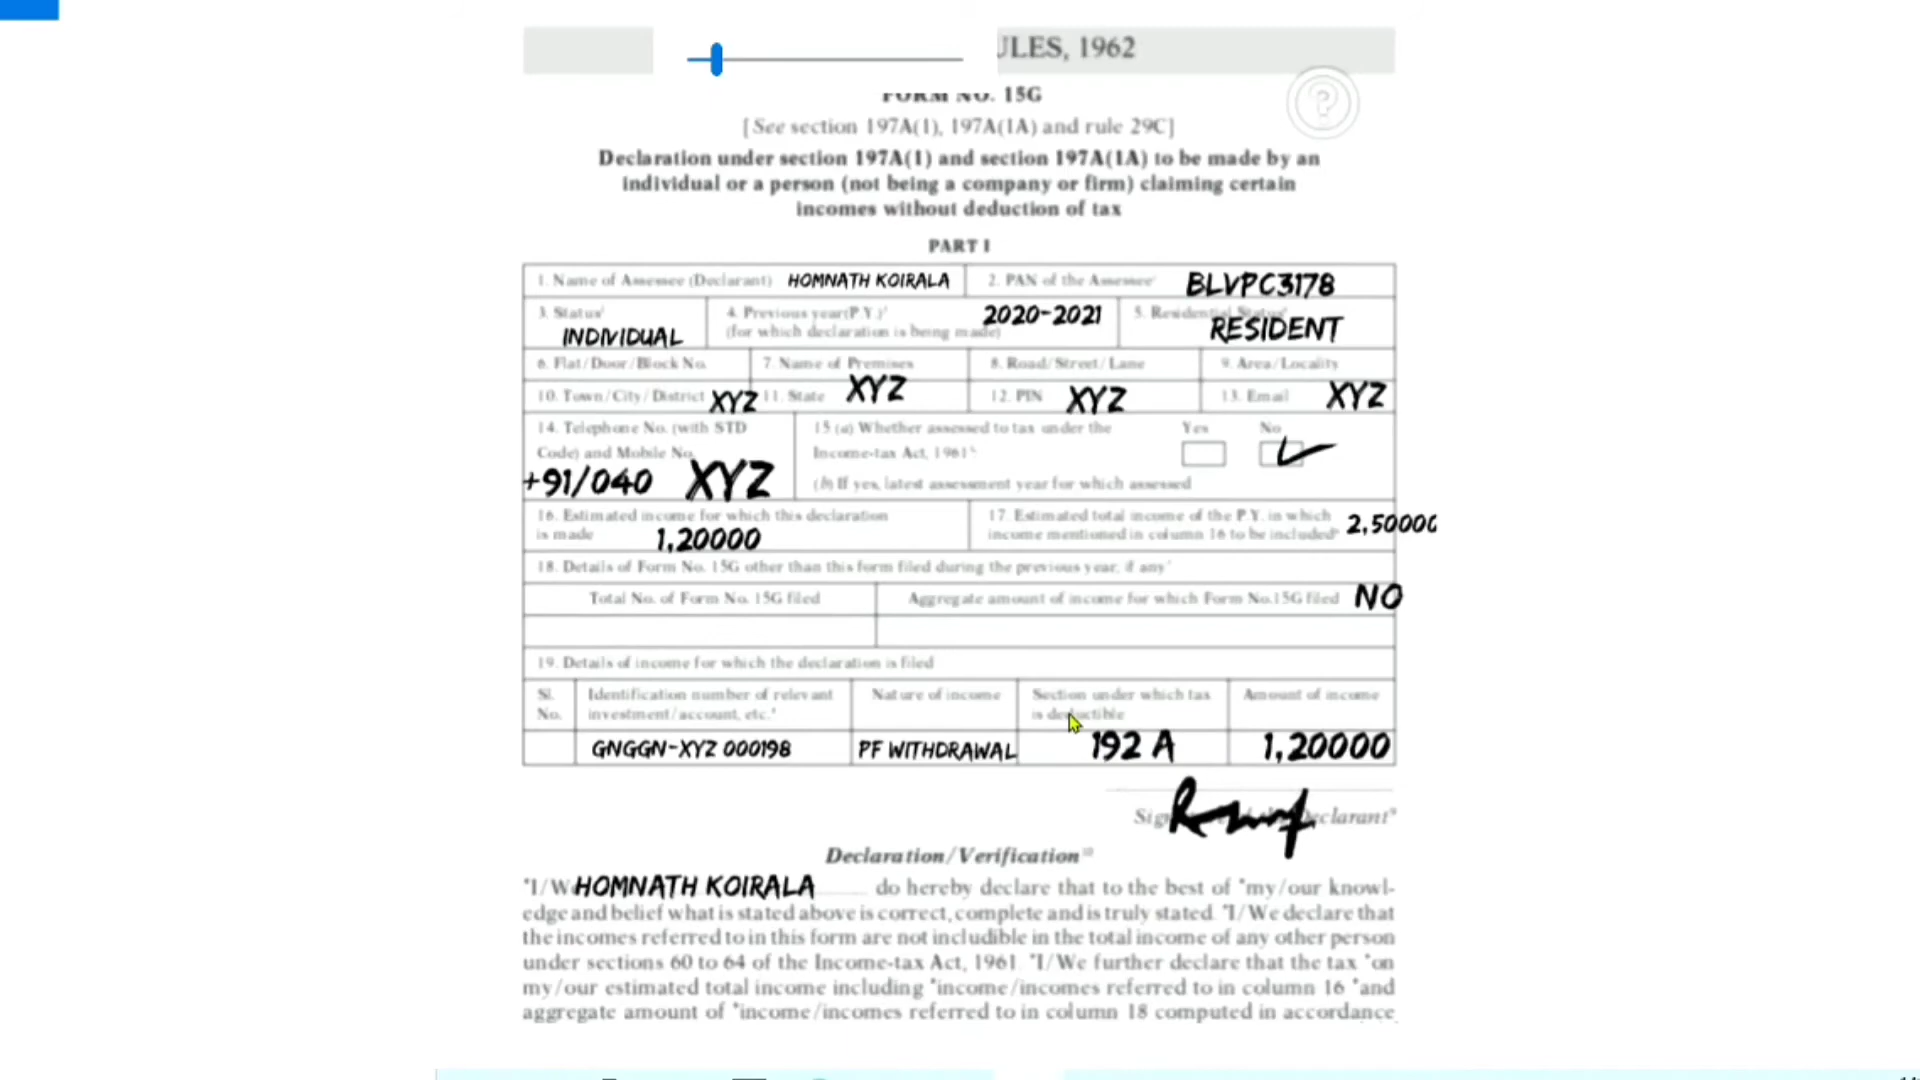 ULES, 1962
FORM NO. 15G
[See section 197A(1), 197A(1A) and rule 29C]
Declaration under section 197A(1) and section 197A(1A) to be made by an
individual or a person (not being a company or firm) claiming certain
incomes without deduction of tax
PART I
1. Name of Assessee (Declarant) HOMNATH KOIRALA 2. PAN of the Assessee¹ BLVPC3178
3. Status² INDIVIDUAL 4. Previous year(P.Y.)³ 2020-2021 5. Residential Status⁴
(for which declaration is being made) RESIDENT
6. Flat/Door/Block No. 7. Name of Premises 8. Road/Street/Lane 9. Area/Locality
10. Town/City/District XYZ 11. State XYZ 12. PIN XYZ 13. Email XYZ
14. Telephone No. (with STD 15 (a) Whether assessed to tax under the Yes No
Code) and Mobile No. Income-tax Act, 1961⁵:
+91/040 XYZ (b) If yes, latest assessment year for which assessed
16. Estimated income for which this declaration 17. Estimated total income of the P.Y. in which 2,50000
is made 1,20000 income mentioned in column 16 to be included⁶
18. Details of Form No. 15G other than this form filed during the previous year, if any⁷
Total No. of Form No. 15G filed Aggregate amount of income for which Form No.15G filed NO
19. Details of income for which the declaration is filed
Sl. Identification number of relevant Nature of income Section under which tax Amount of income
No. investment/account, etc.⁸ is deductible
GNGGN-XYZ 000198 PF WITHDRAWAL 192 A 1,20000
Signature of the Declarant⁹
Declaration/Verification¹⁰
*I/We HOMNATH KOIRALA do hereby declare that to the best of *my/our knowl-
edge and belief what is stated above is correct, complete and is truly stated. *I/We declare that
the incomes referred to in this form are not includible in the total income of any other person
under sections 60 to 64 of the Income-tax Act, 1961. *I/We further declare that the tax *on
my/our estimated total income including *income/incomes referred to in column 16 *and
aggregate amount of *income/incomes referred to in column 18 computed in accordance